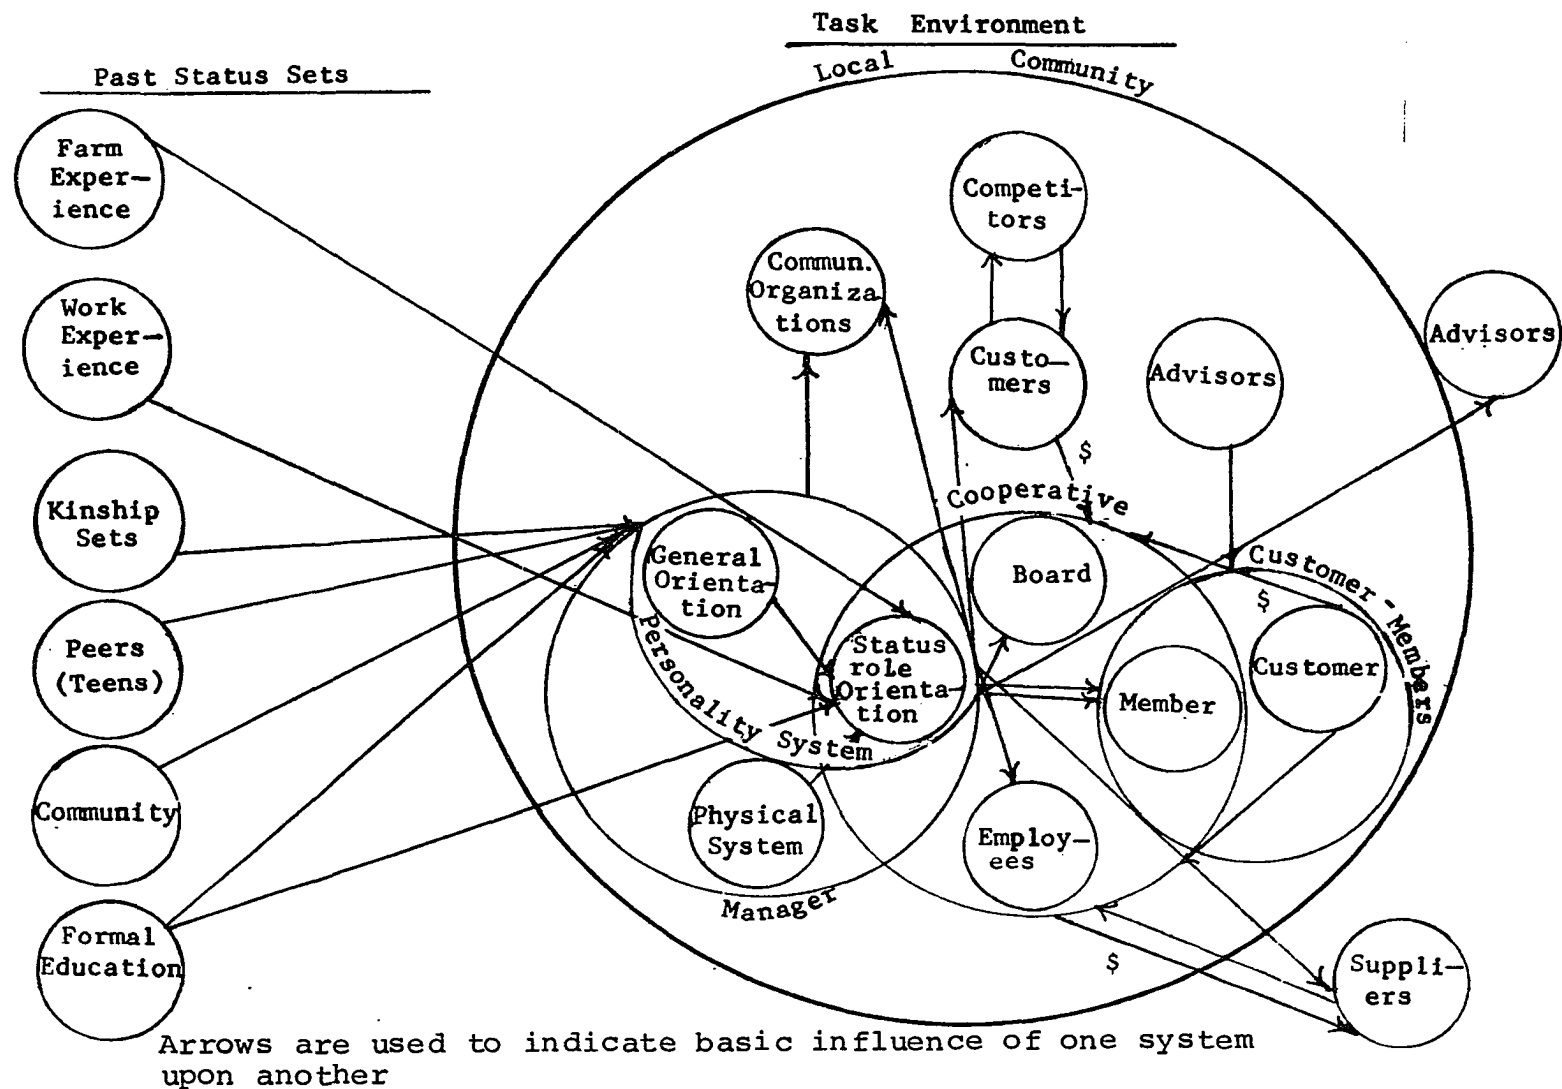 Task Environment
Past Status Sets
Local Community
Farm
Exper—
ience
Work
Exper—
ience
Kinship
Sets
Peers
(Teens)
Community
Formal
Education
Competi-
tors
Commun.
Organiza
tions
Custo—
mers
Advisors
Advisors
$
Cooperative
General
Orienta-
tion
Board
Customer-Members
$
Status
role
Orienta-
tion
Personality System
Member
Customer
Physical
System
Employ—
ees
Manager
$
Suppli—
ers
Arrows are used to indicate basic influence of one system
upon another